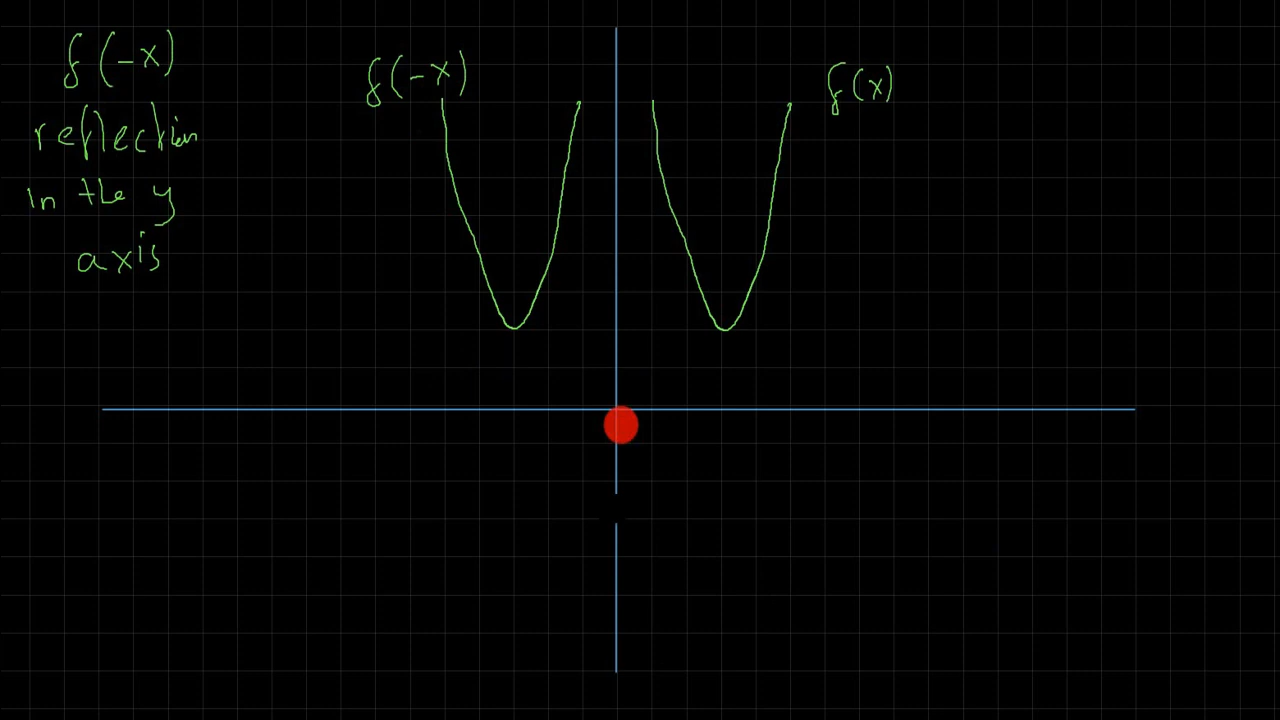 f(-x)
reflection
in the y
axis
f(-x)
f(x)